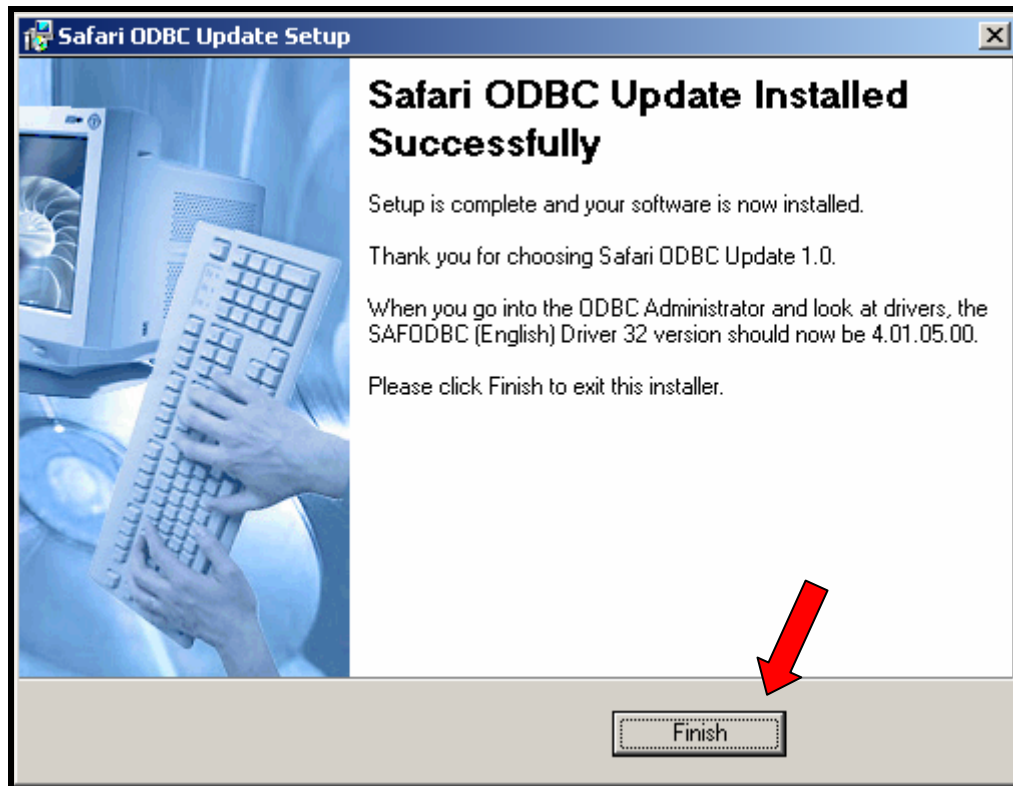 Safari ODBC Update Setup
Safari ODBC Update Installed
Successfully
Setup is complete and your software is now installed.
Thank you for choosing Safari ODBC Update 1.0.
When you go into the ODBC Administrator and look at drivers, the
SAFODBC (English) Driver 32 version should now be 4.01.05.00.
Please click Finish to exit this installer.
Finish